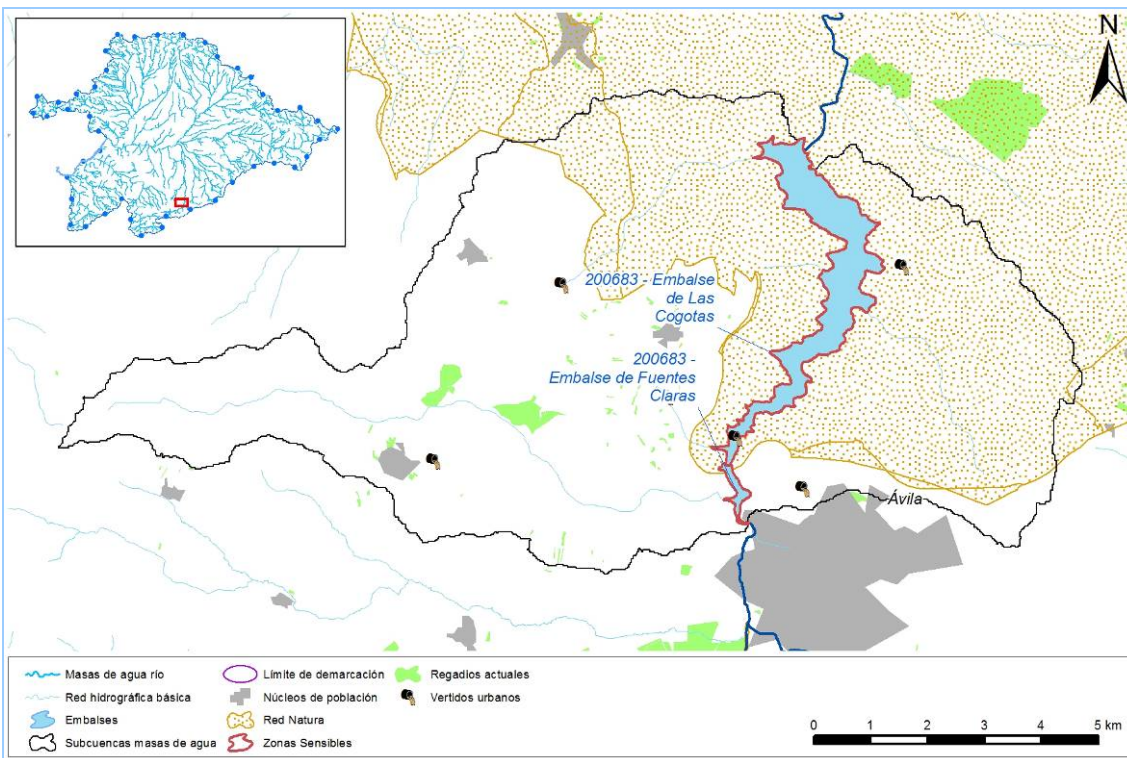 N
200683 - Embalse
de Las
Cogotas
200683 -
Embalse de Fuentes
Claras
Ávila
Masas de agua río
Red hidrográfica básica
Embalses
Subcuencas masas de agua
Límite de demarcación
Núcleos de población
Red Natura
Zonas Sensibles
Regadíos actuales
Vertidos urbanos
0 1 2 3 4 5 km